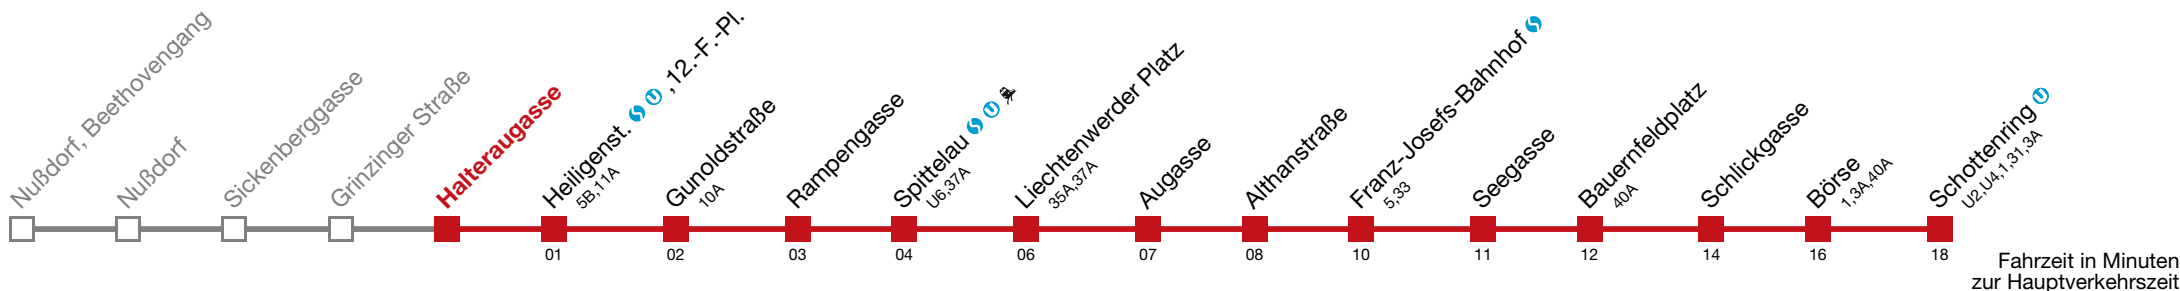 Nußdorf, Beethovengang
Nußdorf
Sickenberggasse
Grinzinger Straße
Halteraugasse
Heiligenst. S U , 12.-F.-Pl.
5B,11A
01
Gunoldstraße
10A
02
Rampengasse
03
Spittelau S U
U6,37A
04
Liechtenwerder Platz
35A,37A
06
Augasse
07
Althanstraße
08
Franz-Josefs-Bahnhof S
5,33
10
Seegasse
11
Bauernfeldplatz
40A
12
Schlickgasse
14
Börse
1,3A,40A
16
Schottenring U
U2,U4,1,31,3A
18
Fahrzeit in Minuten
zur Hauptverkehrszeit